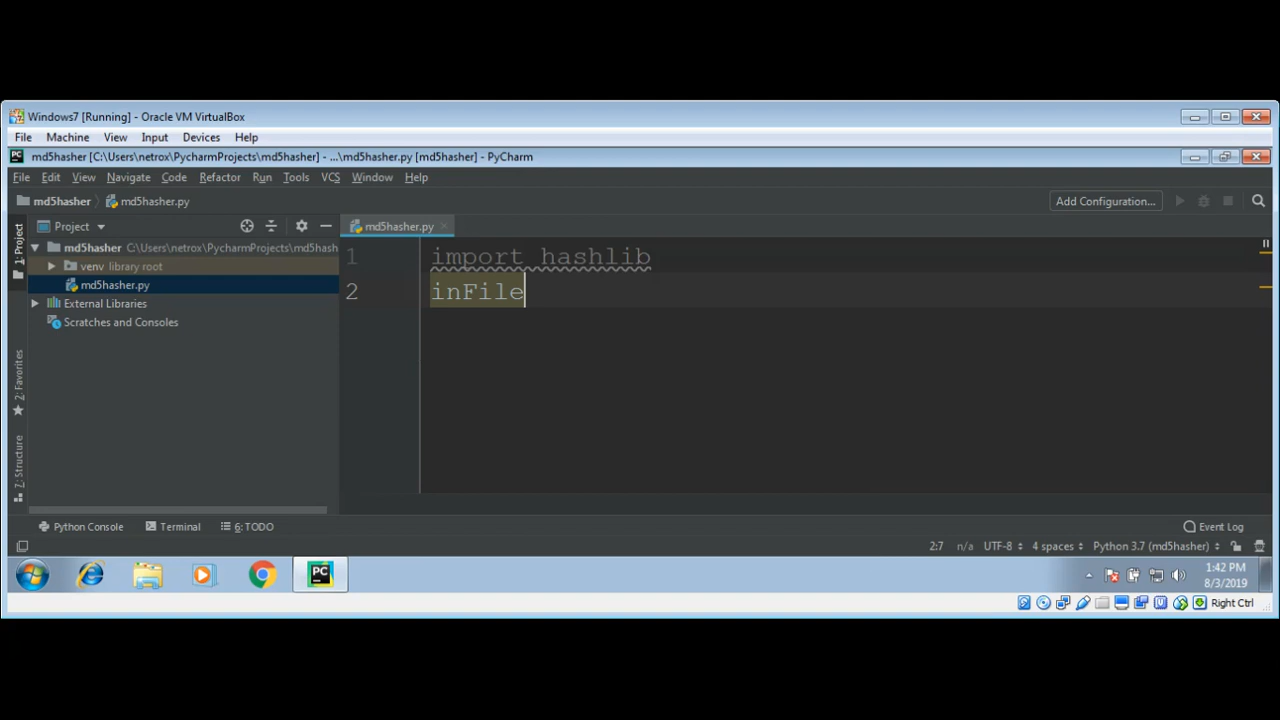 Windows7 [Running] - Oracle VM VirtualBox
File Machine View Input Devices Help
md5hasher [C:\Users\netrox\PycharmProjects\md5hasher] - ...\md5hasher.py [md5hasher] - PyCharm
File Edit View Navigate Code Refactor Run Tools VCS Window Help
md5hasher md5hasher.py Add Configuration...
1: Project
Project
md5hasher.py
md5hasher C:\Users\netrox\PycharmProjects\md5hash
venv library root
md5hasher.py
External Libraries
Scratches and Consoles
1 import hashlib
2 inFile
2: Favorites
7: Structure
Python Console Terminal 6: TODO Event Log
2:7 n/a UTF-8 4 spaces Python 3.7 (md5hasher)
PC
1:42 PM
8/3/2019
Right Ctrl